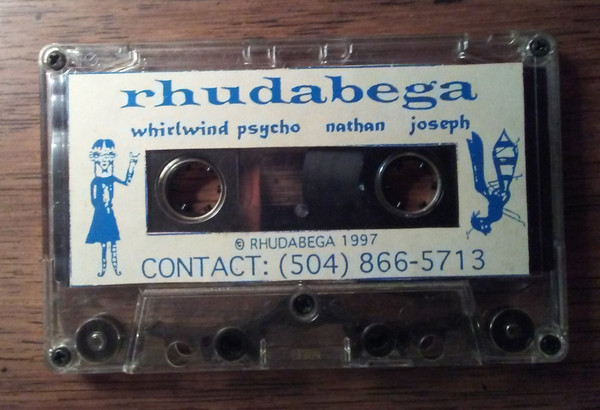 rhudabega
whirlwind psycho nathan joseph
© RHUDABEGA 1997
CONTACT: (504) 866-5713